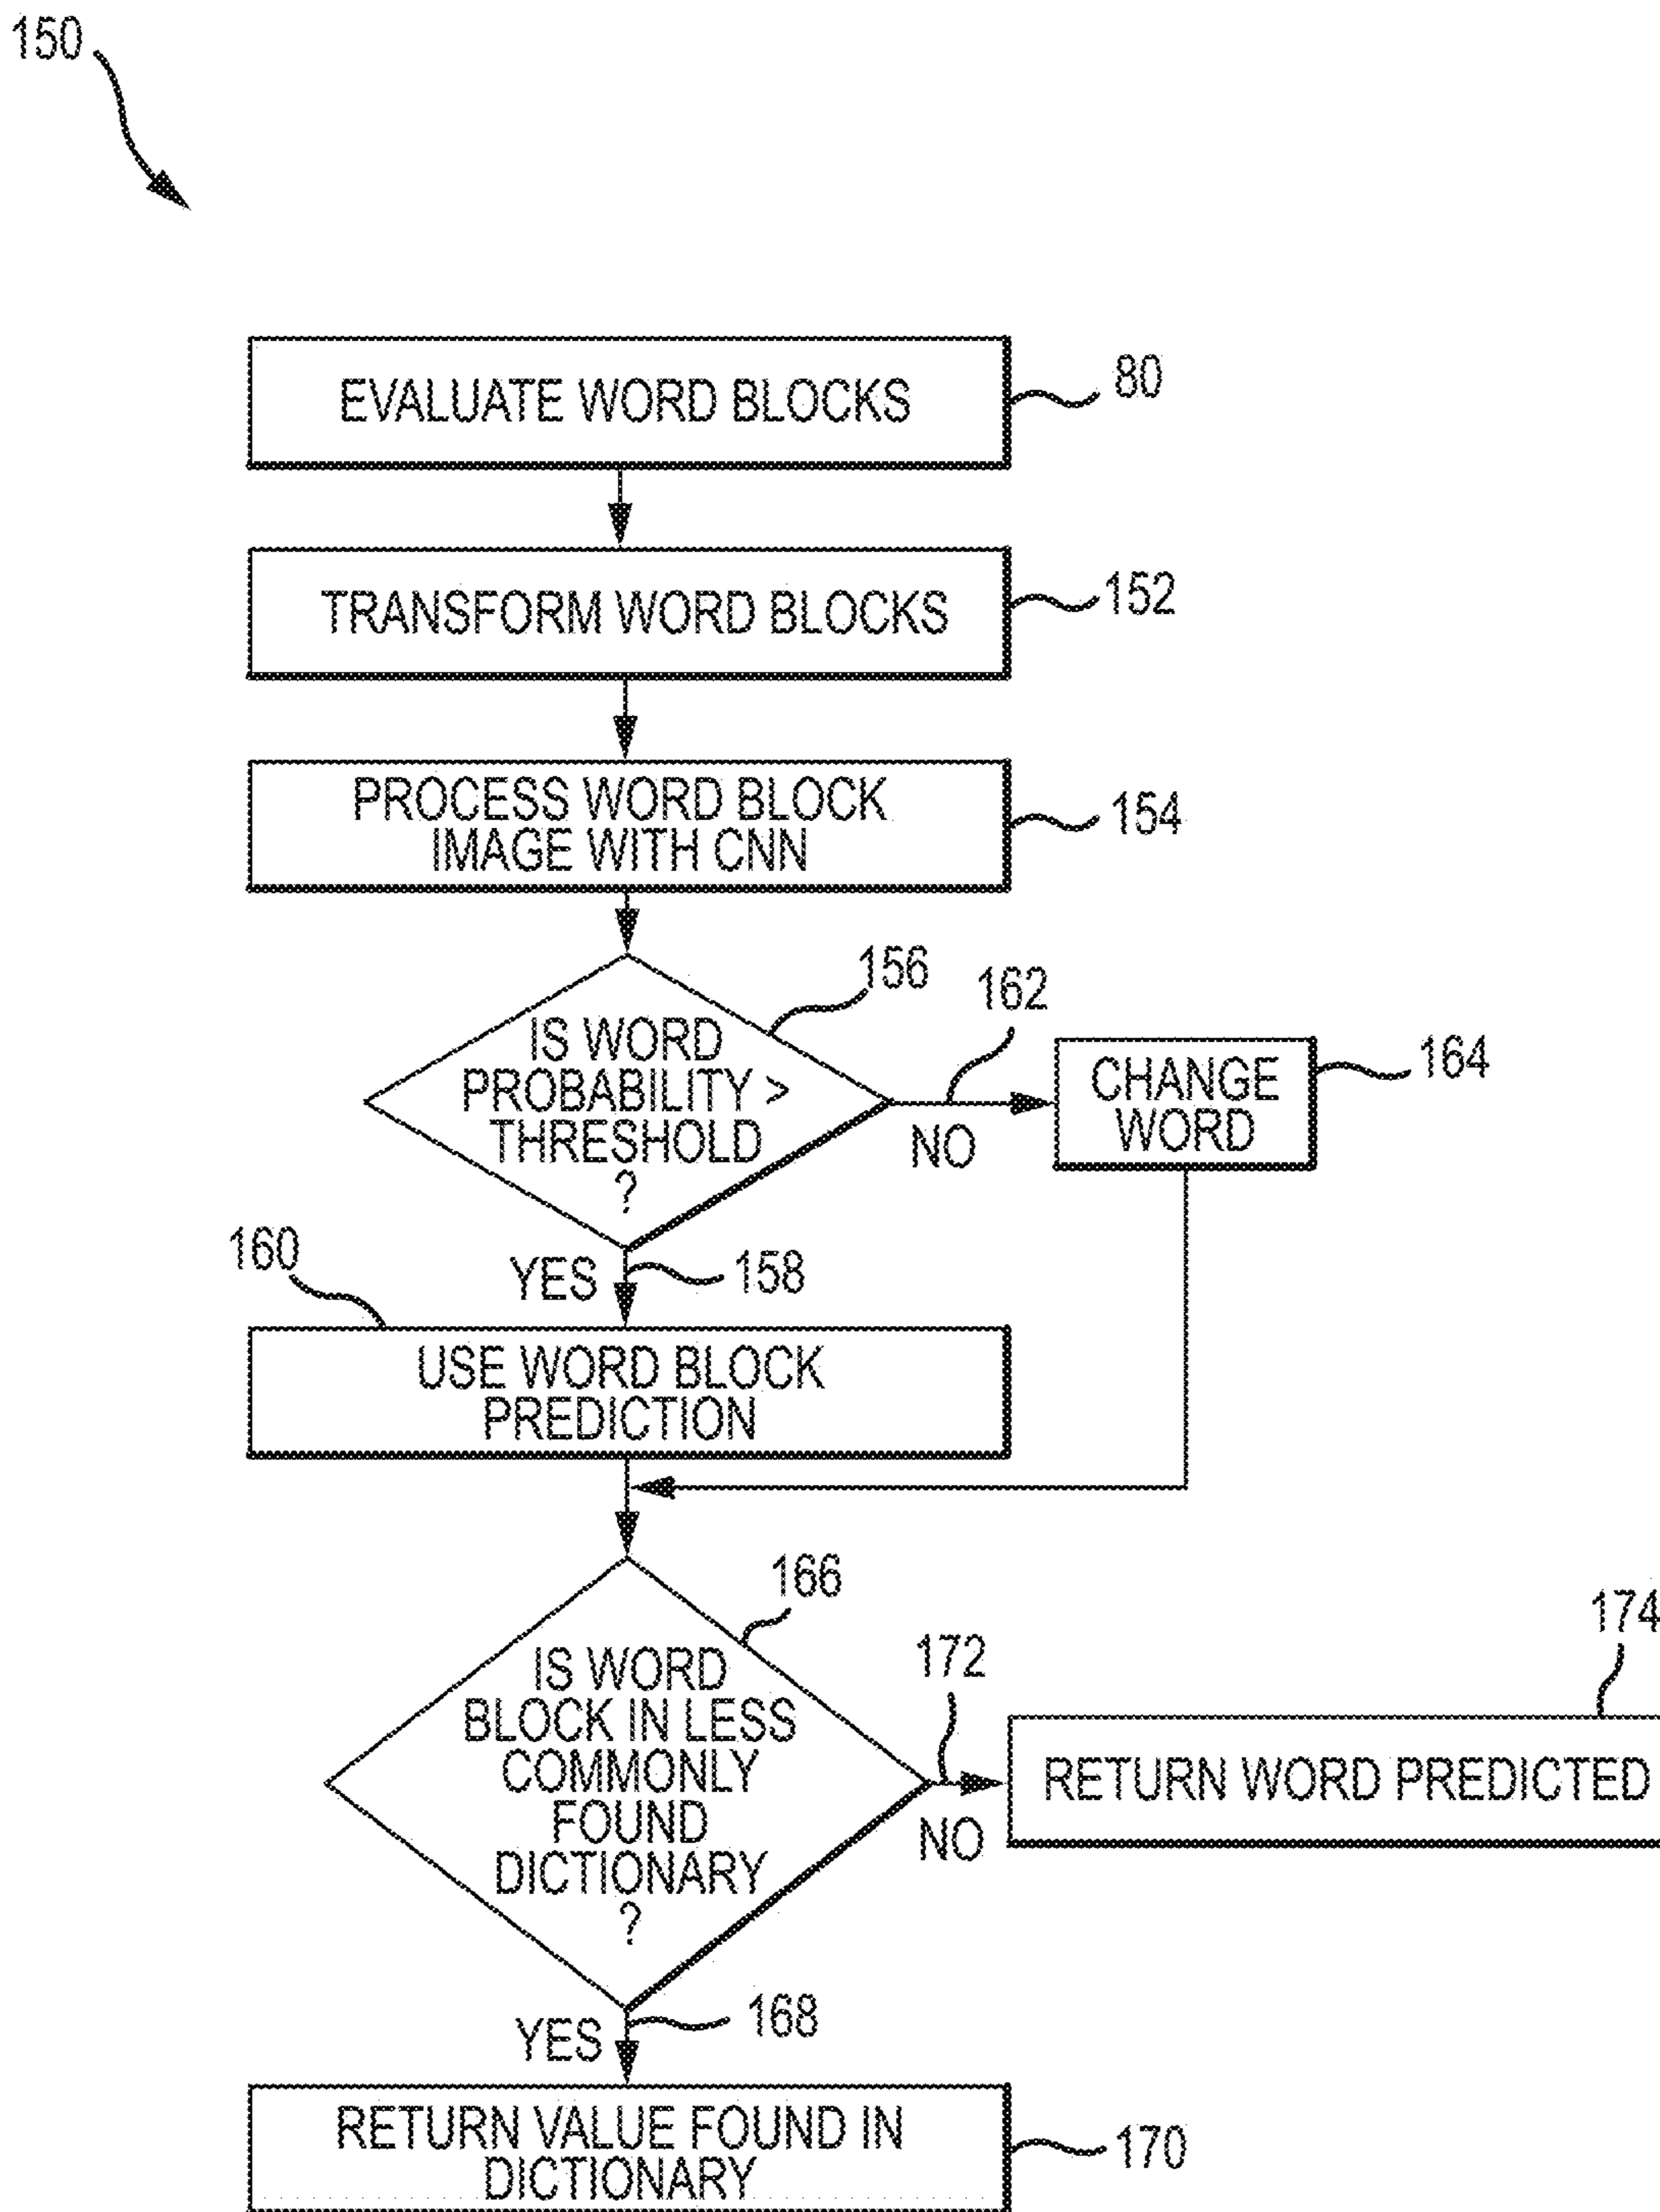 150
EVALUATE WORD BLOCKS
80
TRANSFORM WORD BLOCKS
152
PROCESS WORD BLOCK
IMAGE WITH CNN
154
IS WORD
PROBABILITY >
THRESHOLD
?
156
162
NO
CHANGE
WORD
164
YES
158
160
USE WORD BLOCK
PREDICTION
IS WORD
BLOCK IN LESS
COMMONLY
FOUND
DICTIONARY
?
166
172
NO
174
RETURN WORD PREDICTED
YES
168
RETURN VALUE FOUND IN
DICTIONARY
170